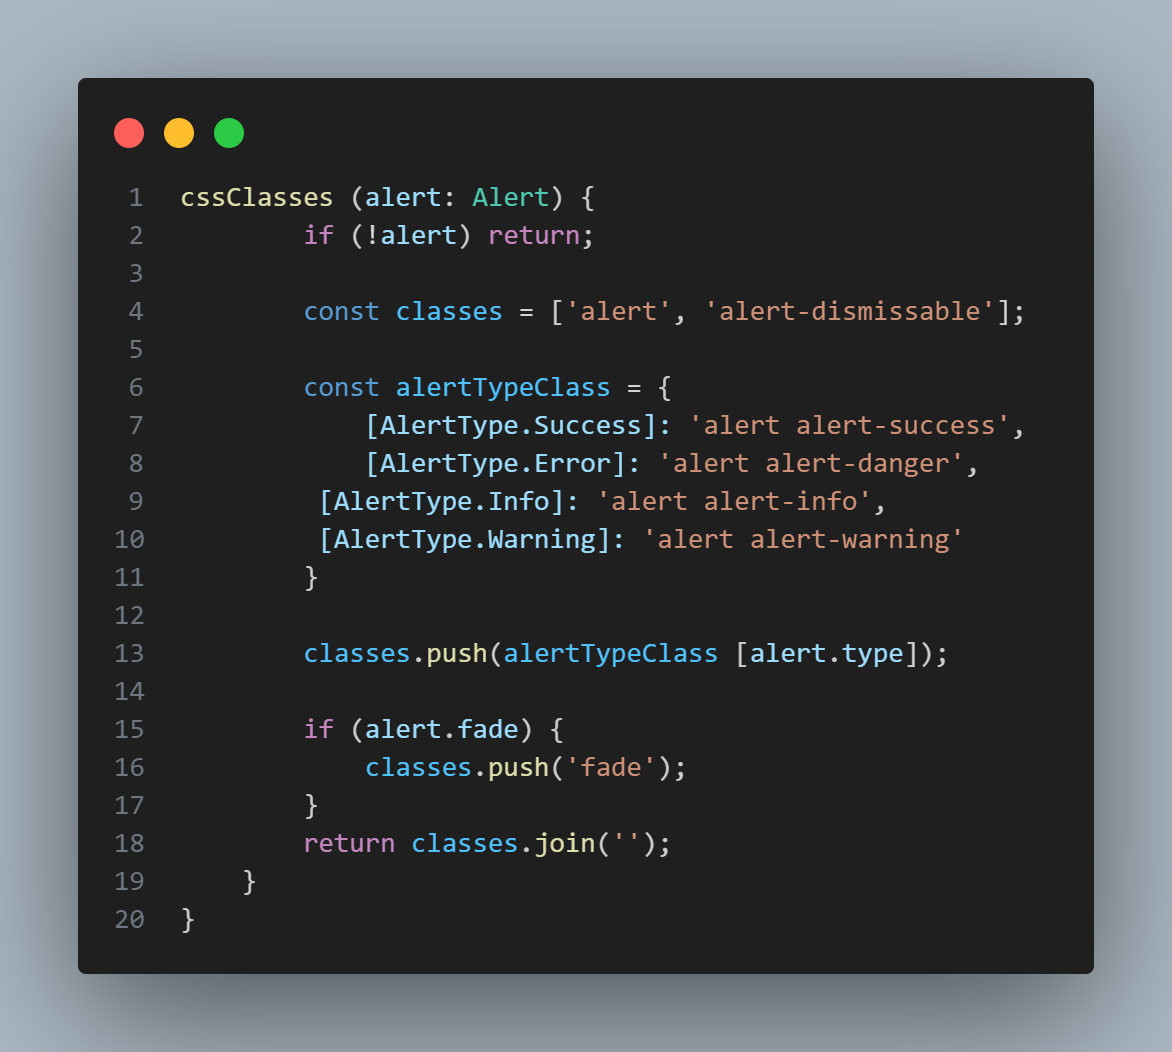 1 cssClasses (alert: Alert) {
2         if (!alert) return;
3
4         const classes = ['alert', 'alert-dismissable'];
5
6         const alertTypeClass = {
7             [AlertType.Success]: 'alert alert-success',
8             [AlertType.Error]: 'alert alert-danger',
9          [AlertType.Info]: 'alert alert-info',
10          [AlertType.Warning]: 'alert alert-warning'
11         }
12
13         classes.push(alertTypeClass [alert.type]);
14
15         if (alert.fade) {
16             classes.push('fade');
17         }
18         return classes.join('');
19     }
20 }